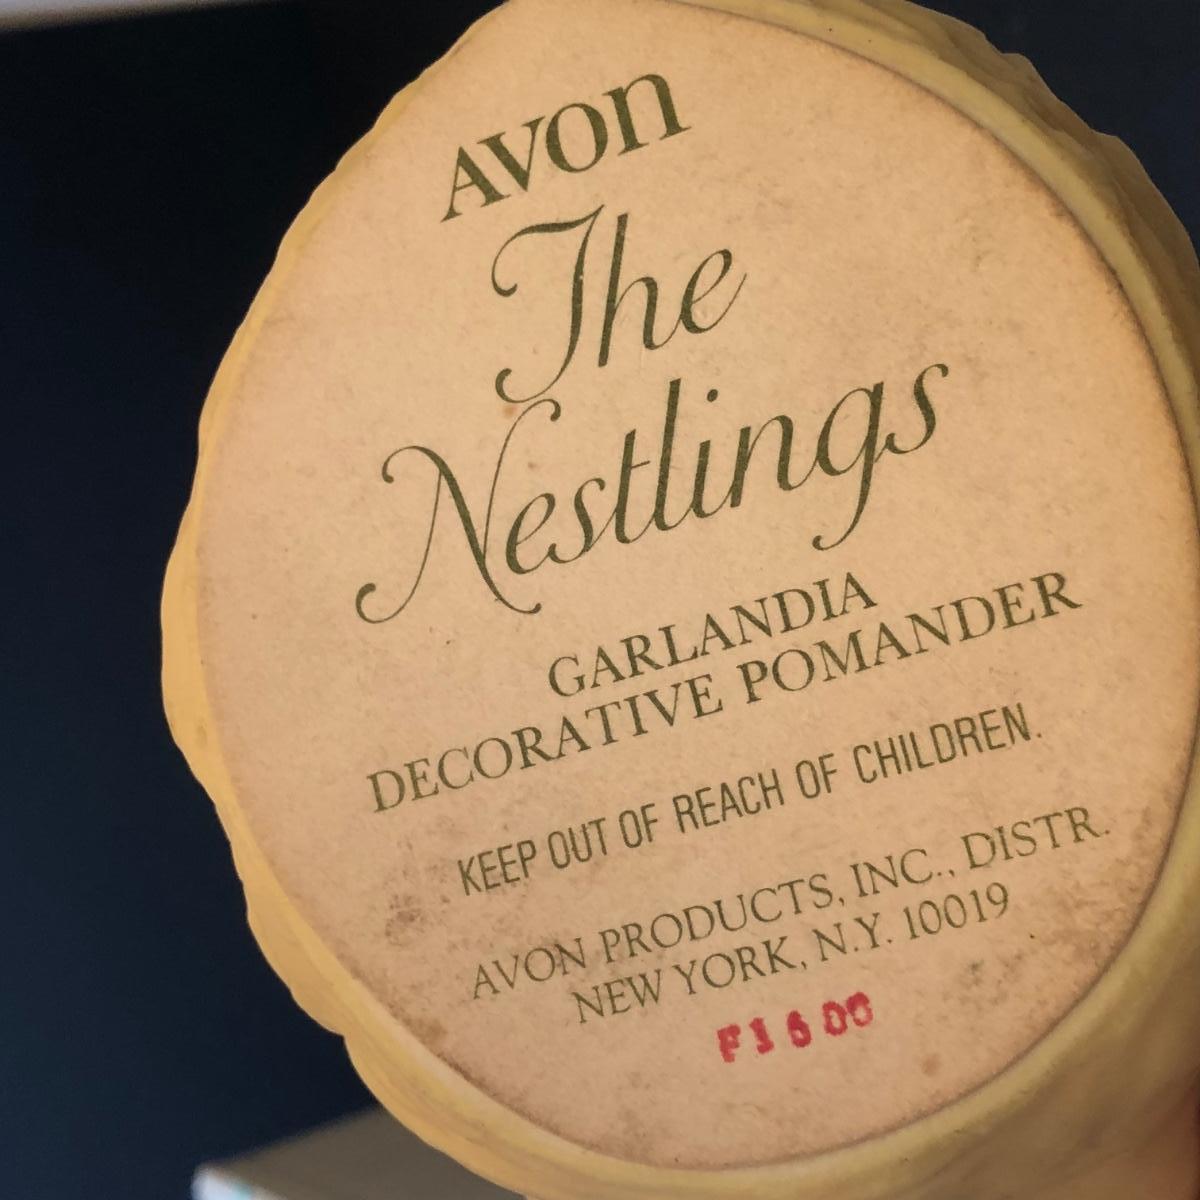 AVON
The
Nestlings
GARLANDIA
DECORATIVE POMANDER
KEEP OUT OF REACH OF CHILDREN.
AVON PRODUCTS, INC., DISTR.
NEW YORK, N.Y. 10019